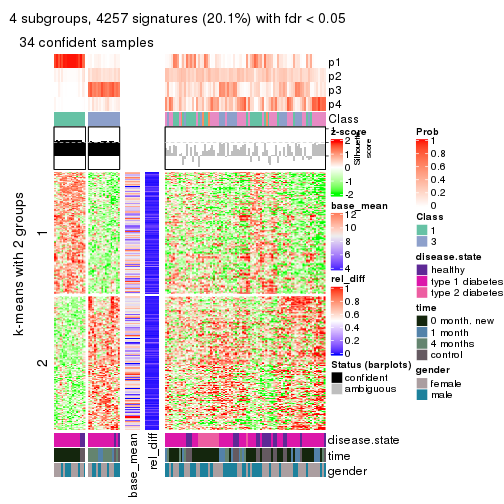 4 subgroups, 4257 signatures (20.1%) with fdr < 0.05
34 confident samples
p1
p2
p3
p4
Class
Silhouette
score
k-means with 2 groups
1
2
z-score
2
1
0
-1
-2
base_mean
12
10
8
6
4
rel_diff
1
0.8
0.6
0.4
0.2
0
Status (barplots)
confident
ambiguous
Prob
1
0.8
0.6
0.4
0.2
0
Class
1
3
disease.state
healthy
type 1 diabetes
type 2 diabetes
time
0 month. new
1 month
4 months
control
gender
female
male
disease.state
time
gender
base_mean
rel_diff